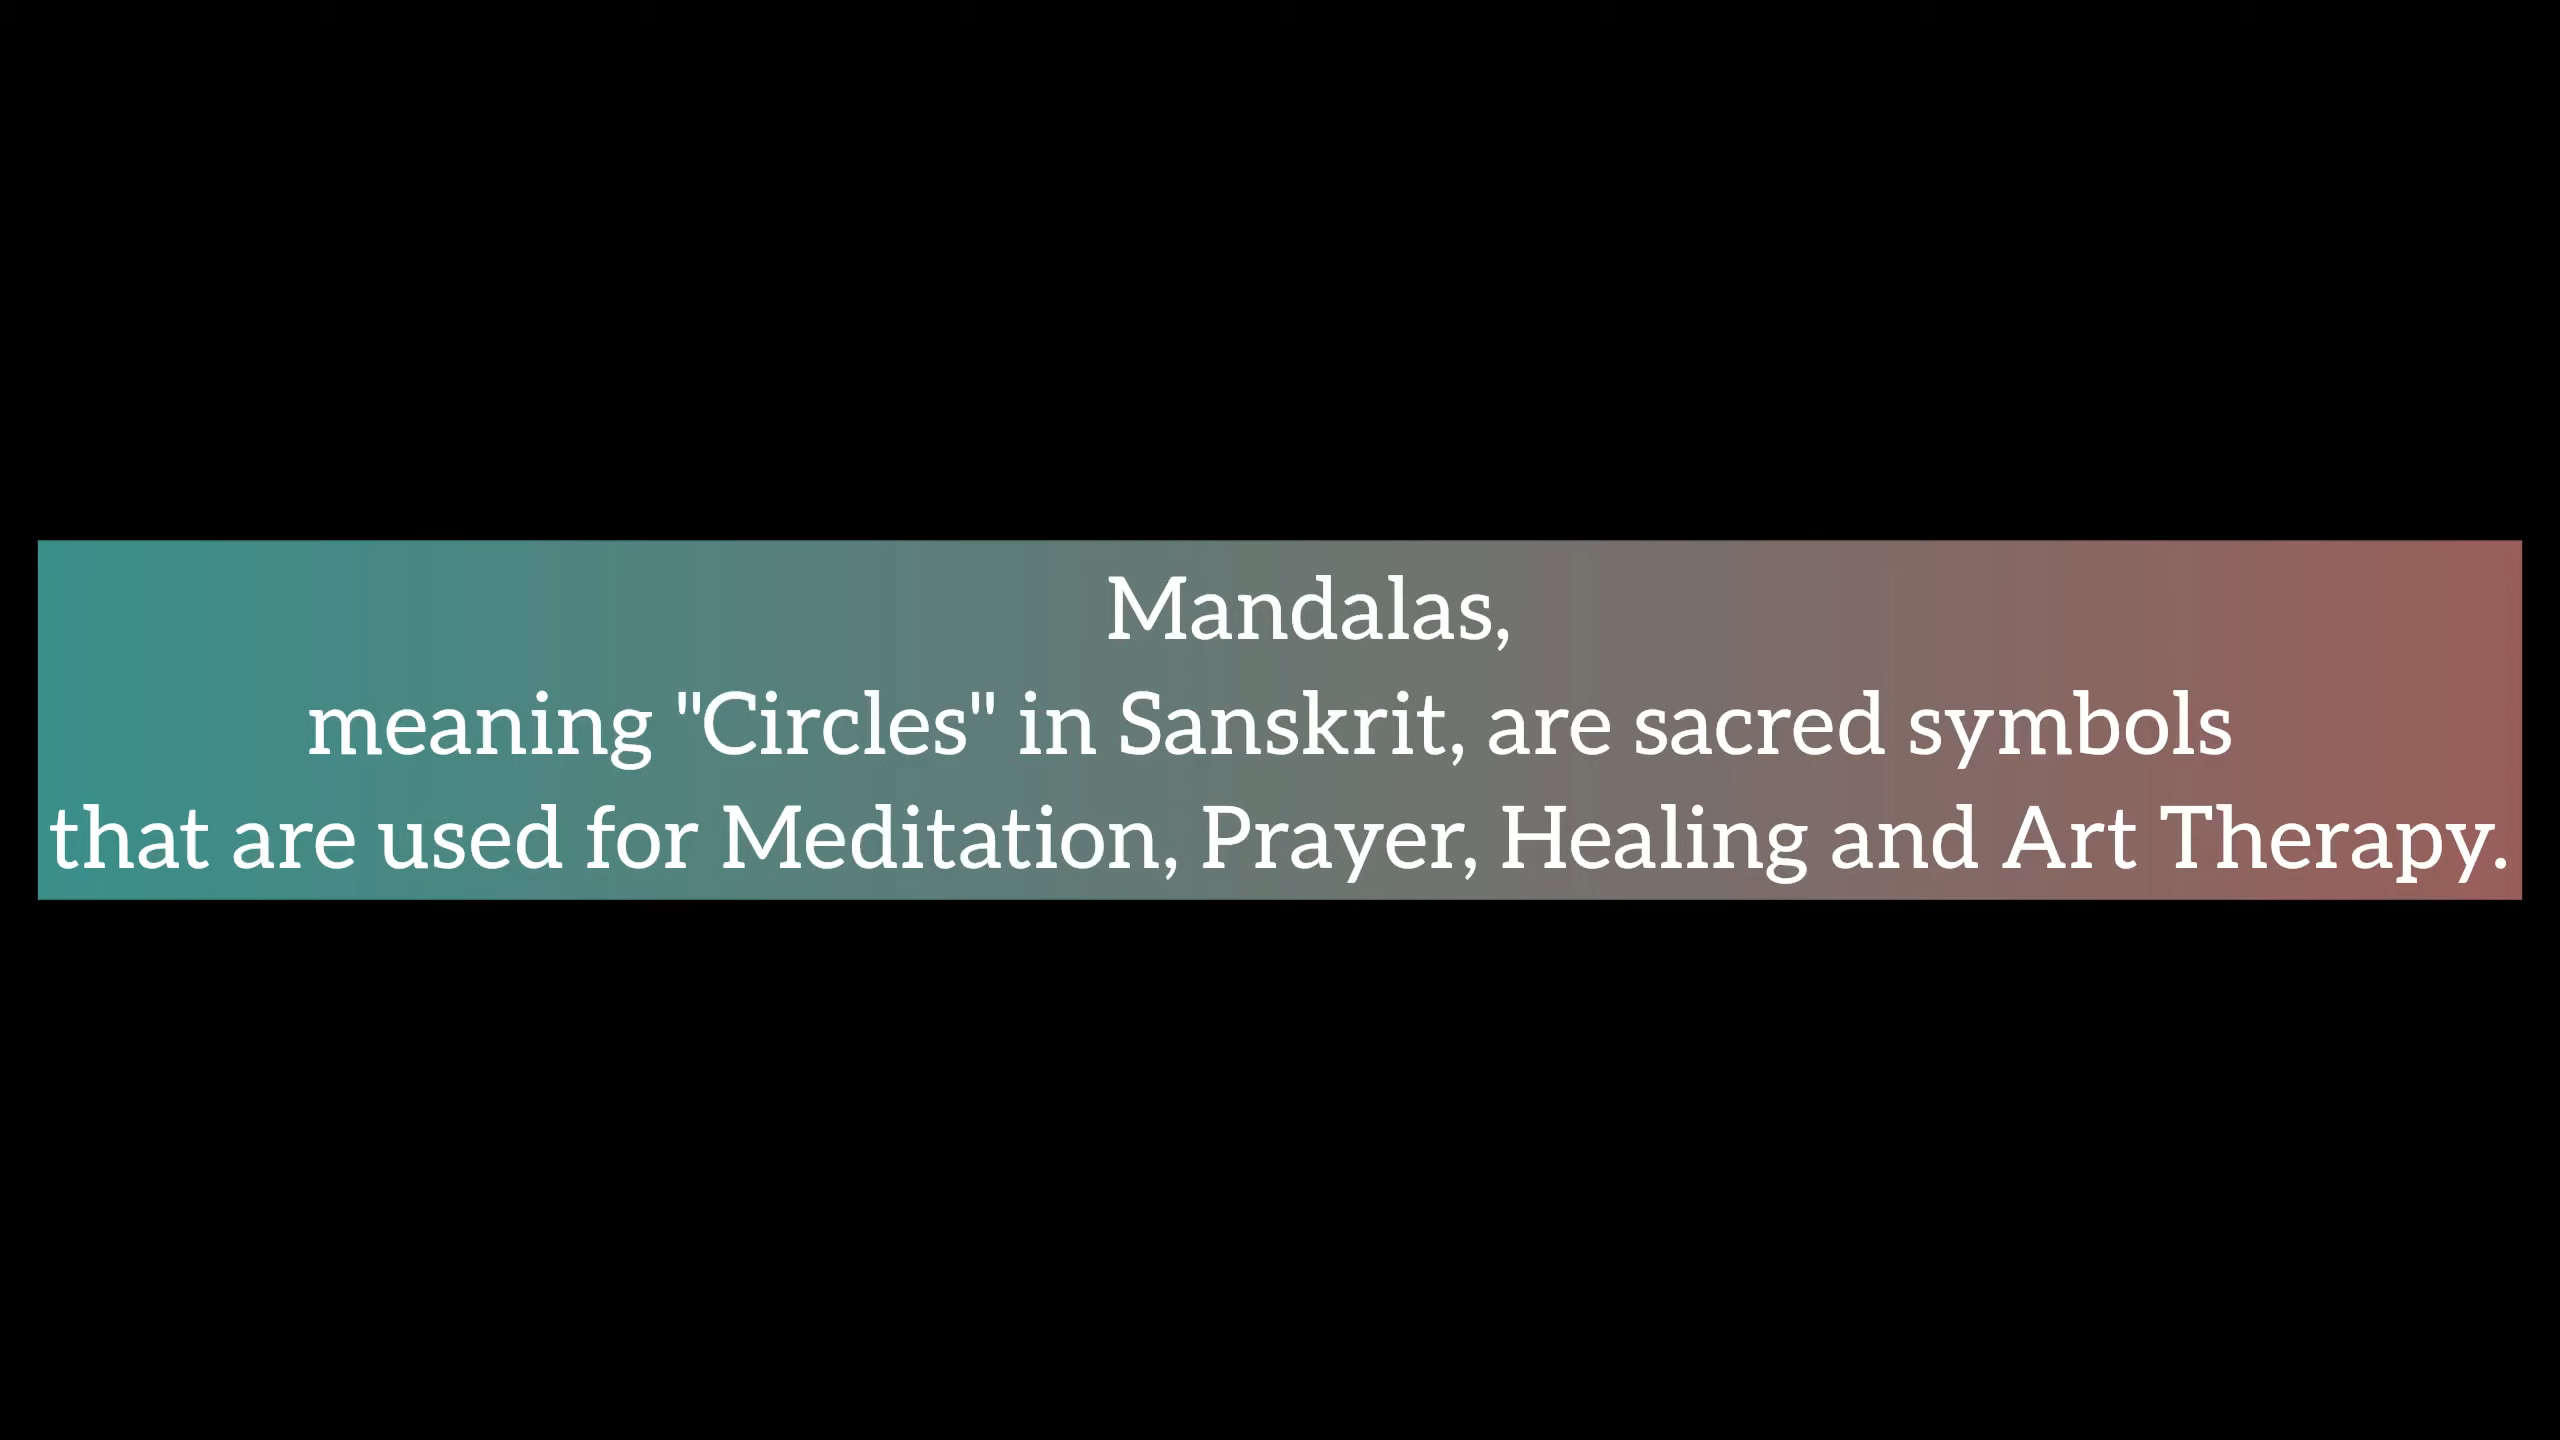 Mandalas,
meaning "Circles" in Sanskrit, are sacred symbols
that are used for Meditation, Prayer, Healing and Art Therapy.